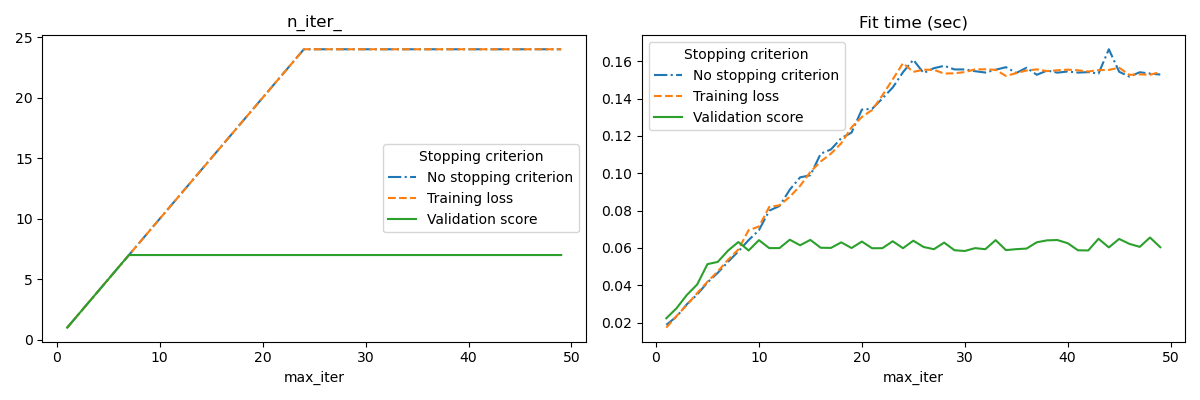 n_iter_
25
20
15
10
5
0
Stopping criterion
No stopping criterion
Training loss
Validation score
0 10 20 30 40 50
max_iter
Fit time (sec)
Stopping criterion
No stopping criterion
Training loss
Validation score
0.16
0.14
0.12
0.10
0.08
0.06
0.04
0.02
0 10 20 30 40 50
max_iter